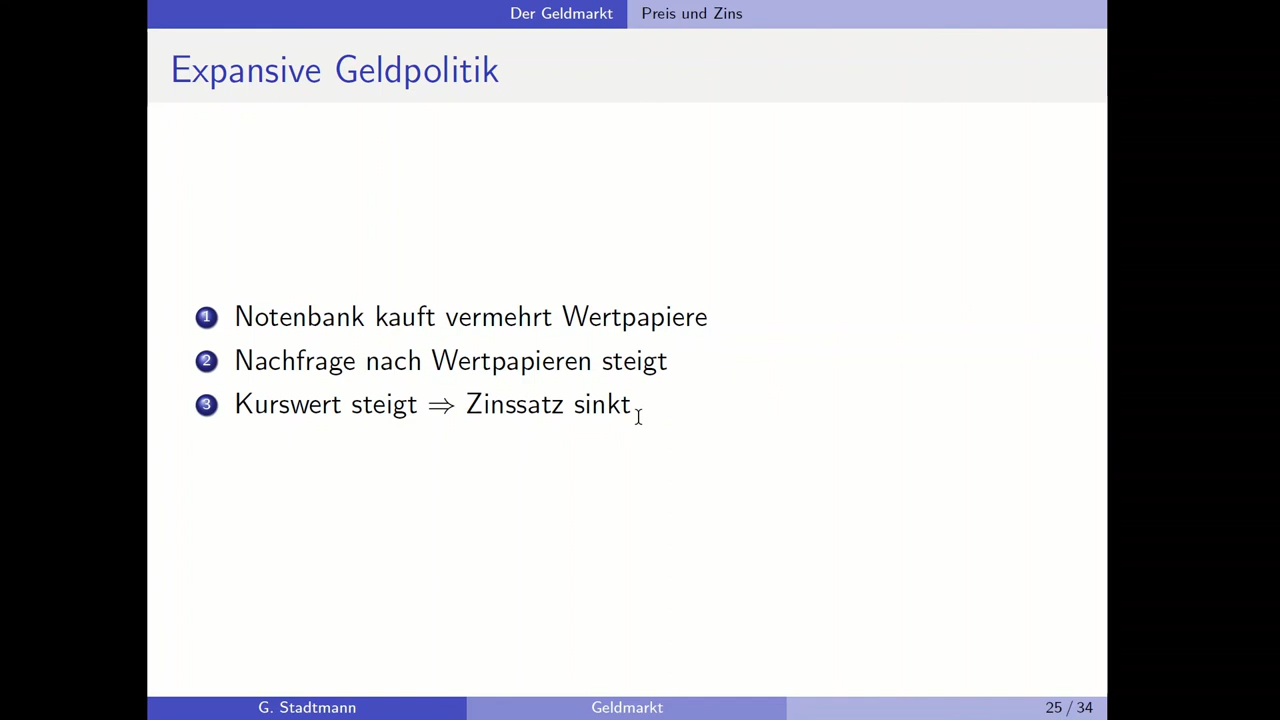 Der Geldmarkt Preis und Zins
Expansive Geldpolitik
1 Notenbank kauft vermehrt Wertpapiere
2 Nachfrage nach Wertpapieren steigt
3 Kurswert steigt ⇒ Zinssatz sinkt
G. Stadtmann Geldmarkt 25 / 34